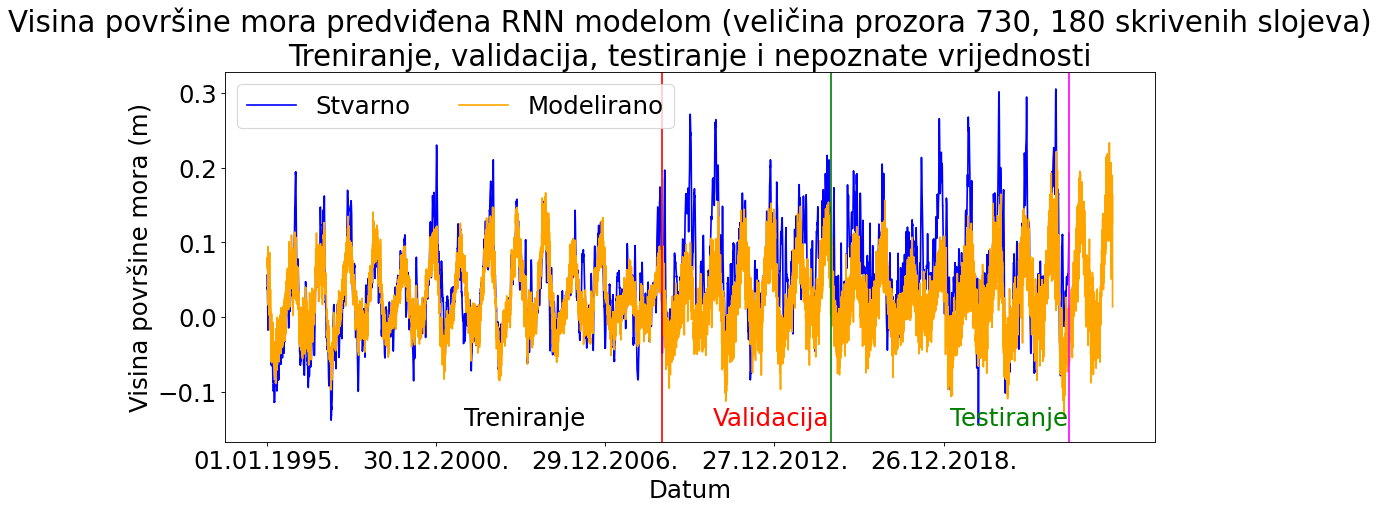 Visina površine mora predviđena RNN modelom (veličina prozora 730, 180 skrivenih slojeva)
Treniranje, validacija, testiranje i nepoznate vrijednosti
Stvarno Modelirano
Visina površine mora (m)
0.3
0.2
0.1
0.0
−0.1
Treniranje Validacija Testiranje
01.01.1995. 30.12.2000. 29.12.2006. 27.12.2012. 26.12.2018.
Datum